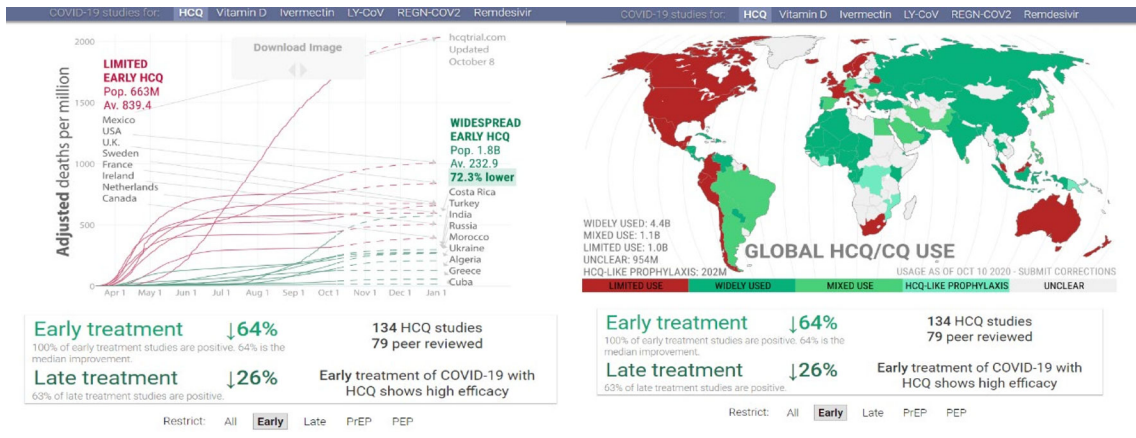 COVID-19 studies for: HCQ Vitamin D Ivermectin LY-CoV REGN-COV2 Remdesivir
2000
1500
1000
500
0
Adjusted deaths per million
Download Image
hcqtrial.com
Updated
October 8
LIMITED
EARLY HCQ
Pop. 663M
Av. 839.4
Mexico
USA
U.K.
Sweden
France
Ireland
Netherlands
Canada
WIDESPREAD
EARLY HCQ
Pop. 1.8B
Av. 232.9
72.3% lower
Costa Rica
Turkey
India
Russia
Morocco
Ukraine
Algeria
Greece
Cuba
Apr 1 May 1 Jun 1 Jul 1 Aug 1 Sep 1 Oct 1 Nov 1 Dec 1 Jan 1
Early treatment ↓64%
100% of early treatment studies are positive. 64% is the
median improvement.
Late treatment ↓26%
63% of late treatment studies are positive.
134 HCQ studies
79 peer reviewed
Early treatment of COVID-19 with
HCQ shows high efficacy
Restrict: All Early Late PrEP PEP
COVID-19 studies for: HCQ Vitamin D Ivermectin LY-CoV REGN-COV2 Remdesivir
WIDELY USED: 4.4B
MIXED USE: 1.1B
LIMITED USE: 1.0B
UNCLEAR: 954M
HCQ-LIKE PROPHYLAXIS: 202M
GLOBAL HCQ/CQ USE
USAGE AS OF OCT 10 2020 · SUBMIT CORRECTIONS
LIMITED USE WIDELY USED MIXED USE HCQ-LIKE PROPHYLAXIS UNCLEAR
Early treatment ↓64%
100% of early treatment studies are positive. 64% is the
median improvement.
Late treatment ↓26%
63% of late treatment studies are positive.
134 HCQ studies
79 peer reviewed
Early treatment of COVID-19 with
HCQ shows high efficacy
Restrict: All Early Late PrEP PEP